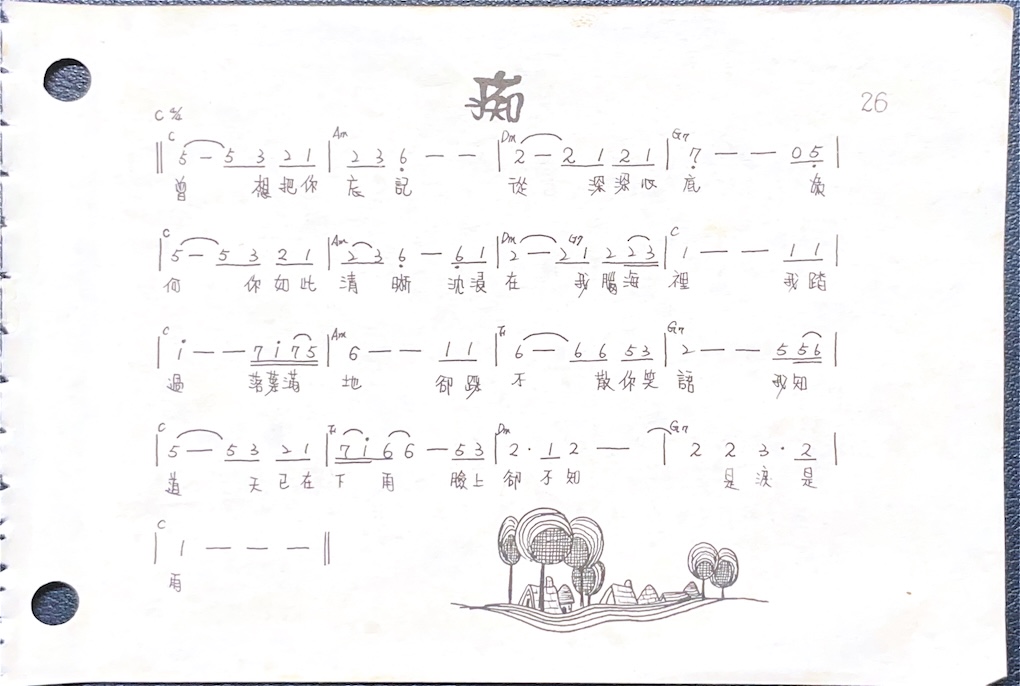 痴
26
C 4/4
C Am Dm G7
5 — 5 3 2 1 | 2 3 6 — — | 2 — 2 1 2 1 | 7 — — 0 5 |
曾 想把你 忘 記 從 深深心 底 為
C Am Dm G7 C
5 — 5 3 2 1 | 2 3 6 — 6 1 | 2 — 2 1 2 2 3 | 1 — — 1 1 |
何 你如此 清 晰 沈浸 在 我腦海 裡 我踏
C Am F G7
| i — — 7 i 7 5 | 6 — — 1 1 | 6 — 6 6 5 3 | 2 — — 5 5 6 |
過 落葉滿 地 卻踩 不 散你笑 語 我知
C F Dm G7
| 5 — 5 3 2 1 | 7 i 6 6 — 5 3 | 2 · 1 2 — | 2 2 3 · 2 |
道 天已在 下 雨 臉上 卻 不 知 是 淚 是
C
| 1 — — — ||
雨